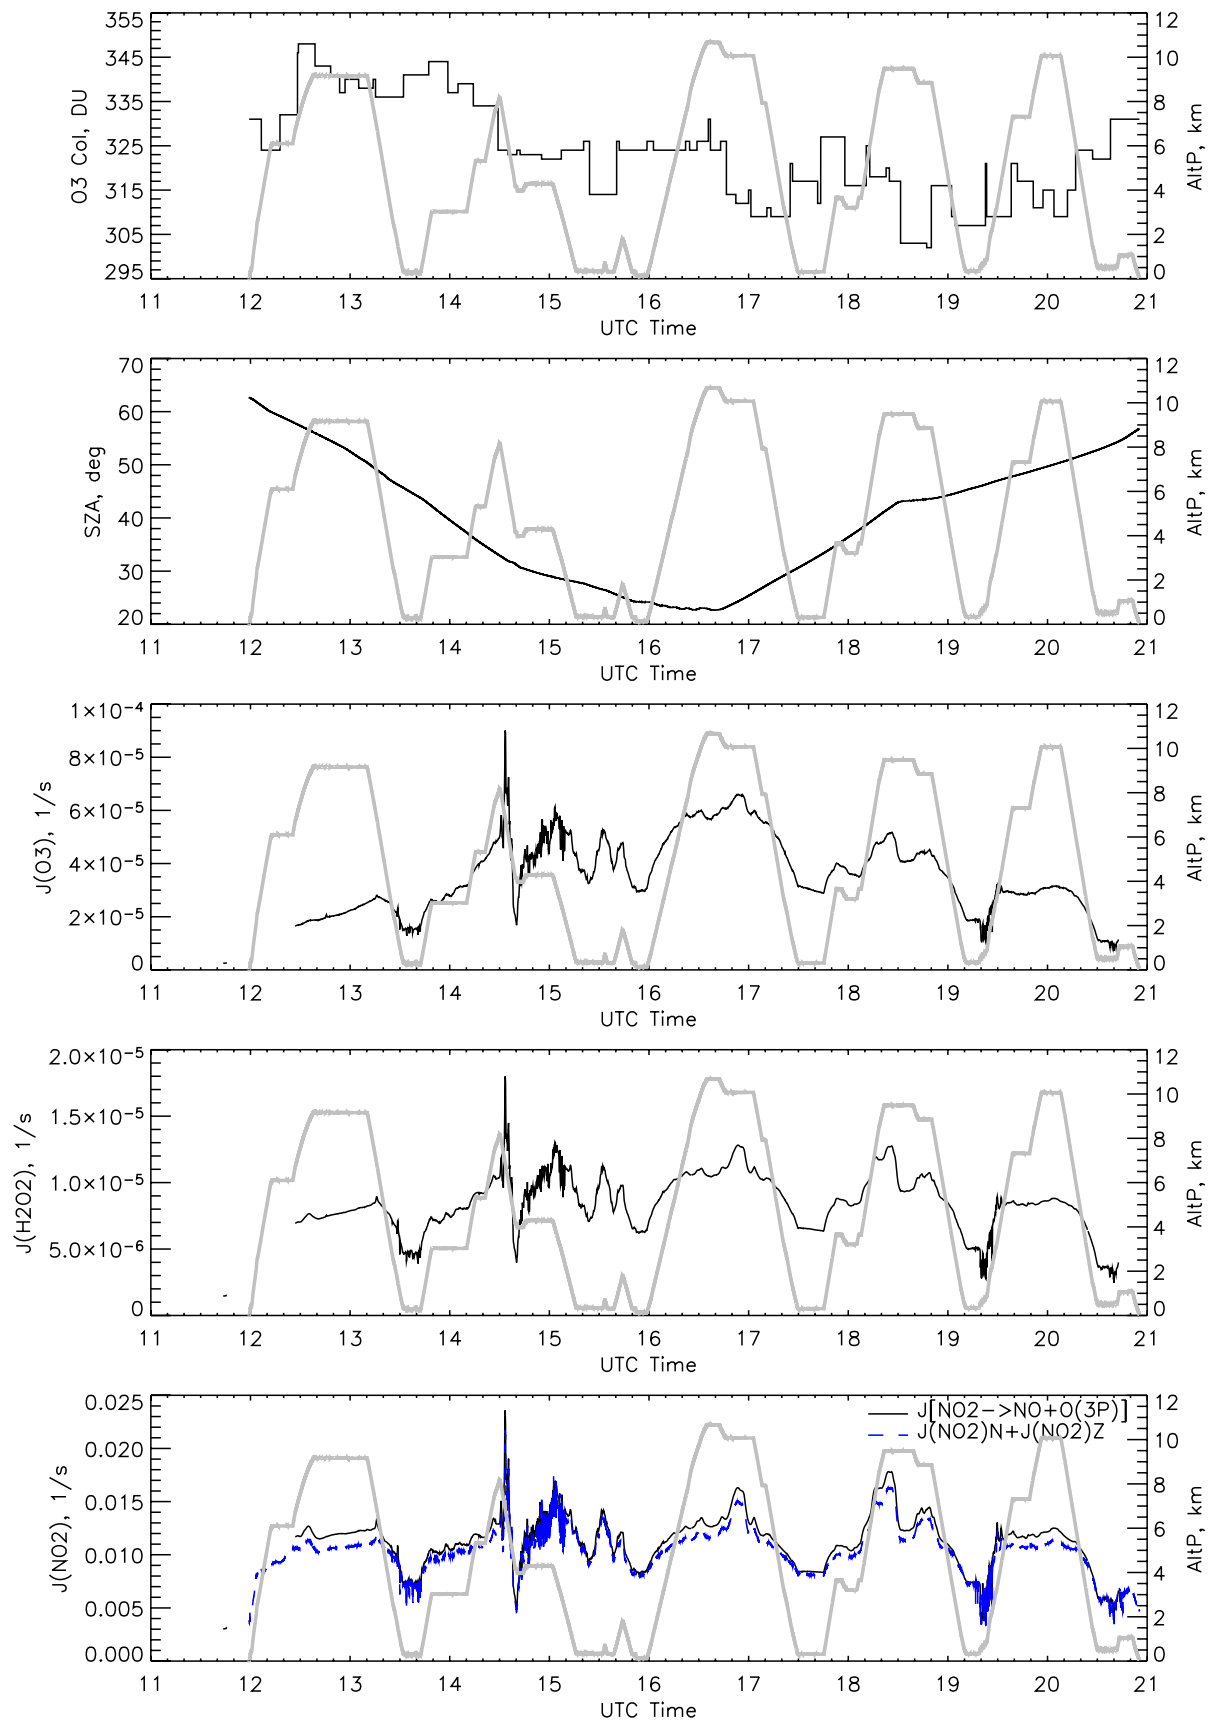 355
345
335
325
315
305
295
O3 Col, DU
12
10
8
6
4
2
0
AltP, km
11 12 13 14 15 16 17 18 19 20 21
UTC Time
70
60
50
40
30
20
SZA, deg
12
10
8
6
4
2
0
AltP, km
11 12 13 14 15 16 17 18 19 20 21
UTC Time
1×10⁻⁴
8×10⁻⁵
6×10⁻⁵
4×10⁻⁵
2×10⁻⁵
0
J(O3), 1/s
12
10
8
6
4
2
0
AltP, km
11 12 13 14 15 16 17 18 19 20 21
UTC Time
2.0×10⁻⁵
1.5×10⁻⁵
1.0×10⁻⁵
5.0×10⁻⁶
0
J(H2O2), 1/s
12
10
8
6
4
2
0
AltP, km
11 12 13 14 15 16 17 18 19 20 21
UTC Time
0.025
0.020
0.015
0.010
0.005
0.000
J(NO2), 1/s
J[NO2->NO+O(3P)]
J(NO2)N+J(NO2)Z
12
10
8
6
4
2
0
AltP, km
11 12 13 14 15 16 17 18 19 20 21
UTC Time